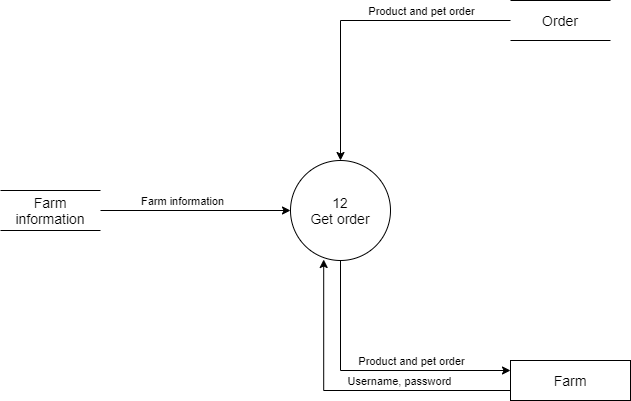 Product and pet order
Order
Farm
information
Farm information
12
Get order
Product and pet order
Username, password
Farm